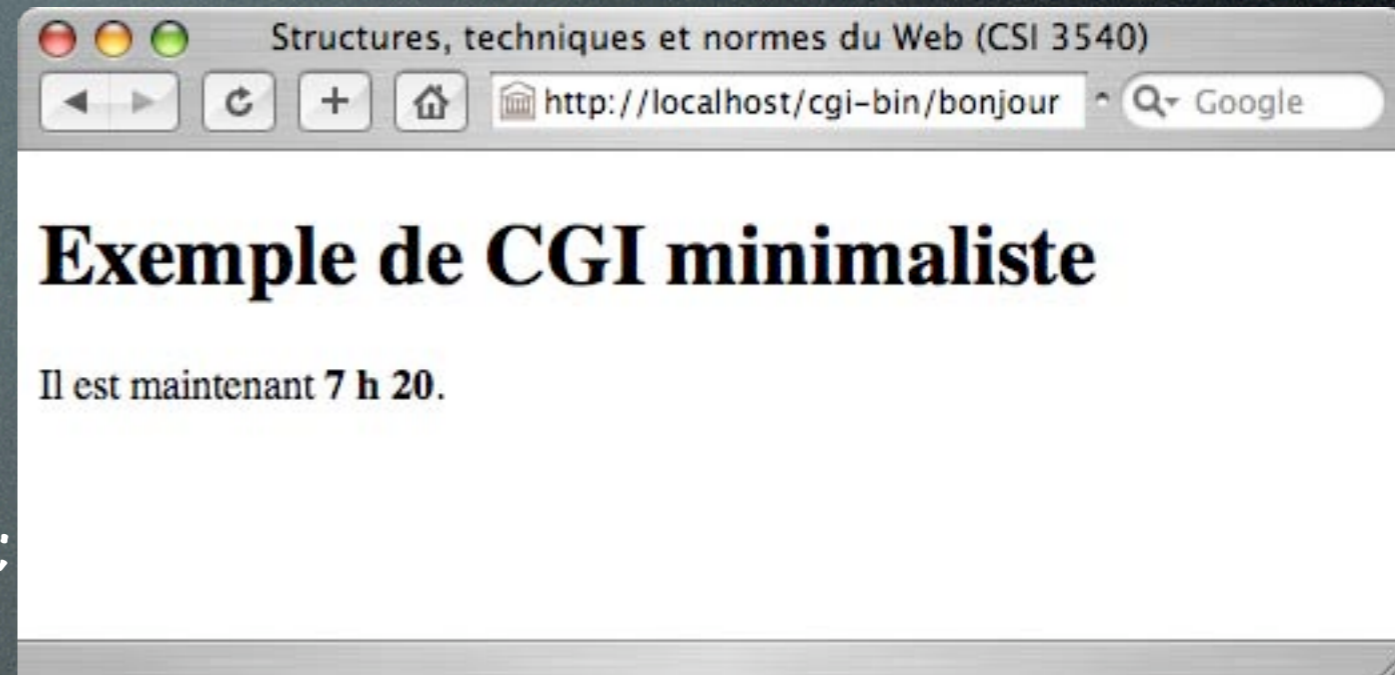 Structures, techniques et normes du Web (CSI 3540)
http://localhost/cgi-bin/bonjour
Google
Exemple de CGI minimaliste
Il est maintenant 7 h 20.